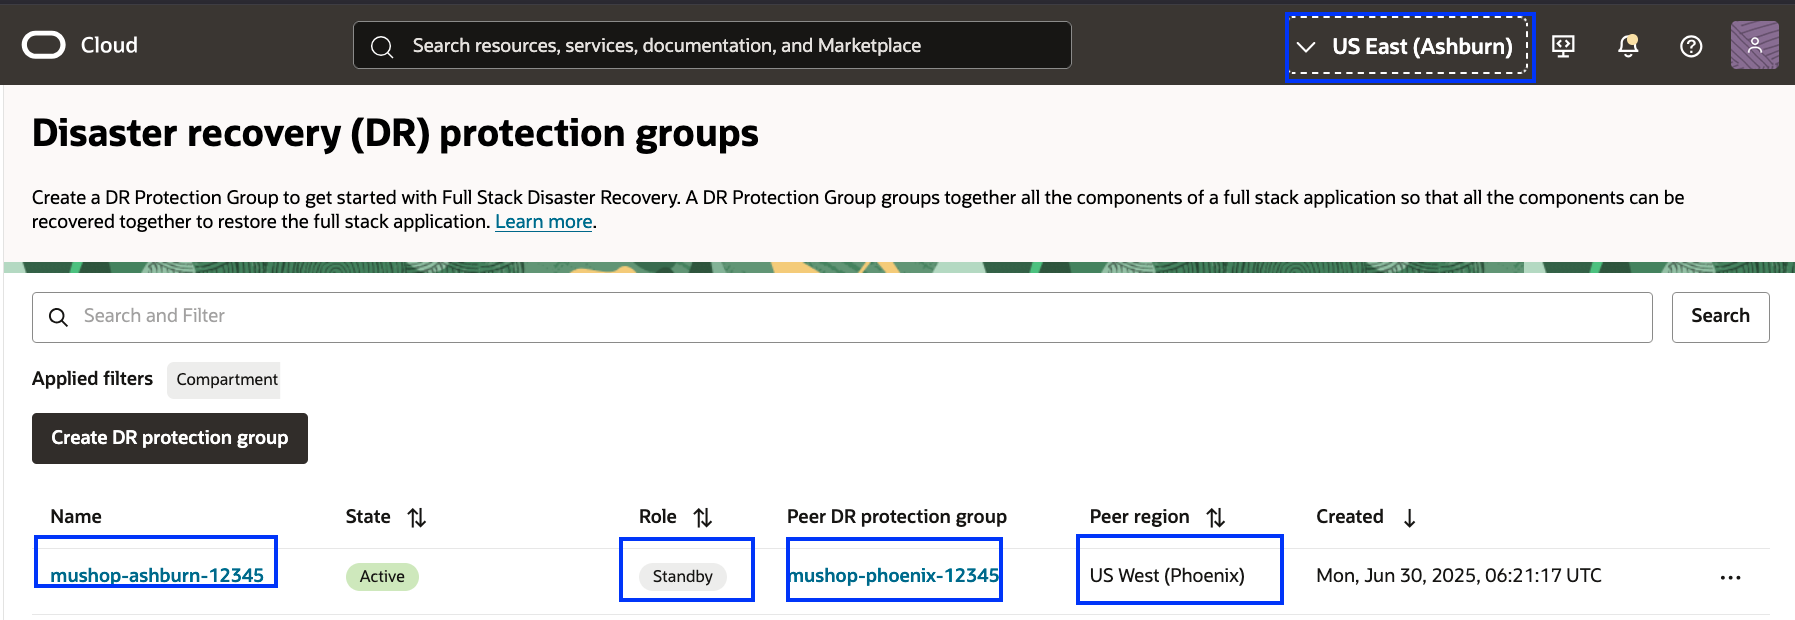 Cloud
Search resources, services, documentation, and Marketplace
US East (Ashburn)
Disaster recovery (DR) protection groups
Create a DR Protection Group to get started with Full Stack Disaster Recovery. A DR Protection Group groups together all the components of a full stack application so that all the components can be
recovered together to restore the full stack application. Learn more.
Search and Filter
Search
Applied filters Compartment
Create DR protection group
Name State Role Peer DR protection group Peer region Created
mushop-ashburn-12345 Active Standby mushop-phoenix-12345 US West (Phoenix) Mon, Jun 30, 2025, 06:21:17 UTC